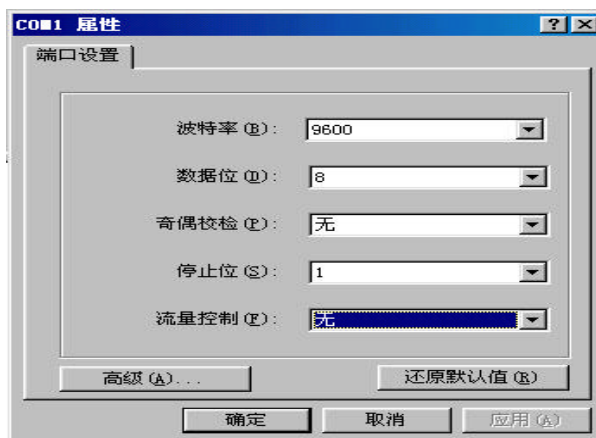 COM1 属性
端口设置
波特率(B): 9600
数据位(D): 8
奇偶校检(P): 无
停止位(S): 1
流量控制(F): 无
高级(A)... 还原默认值(R)
确定 取消 应用(A)